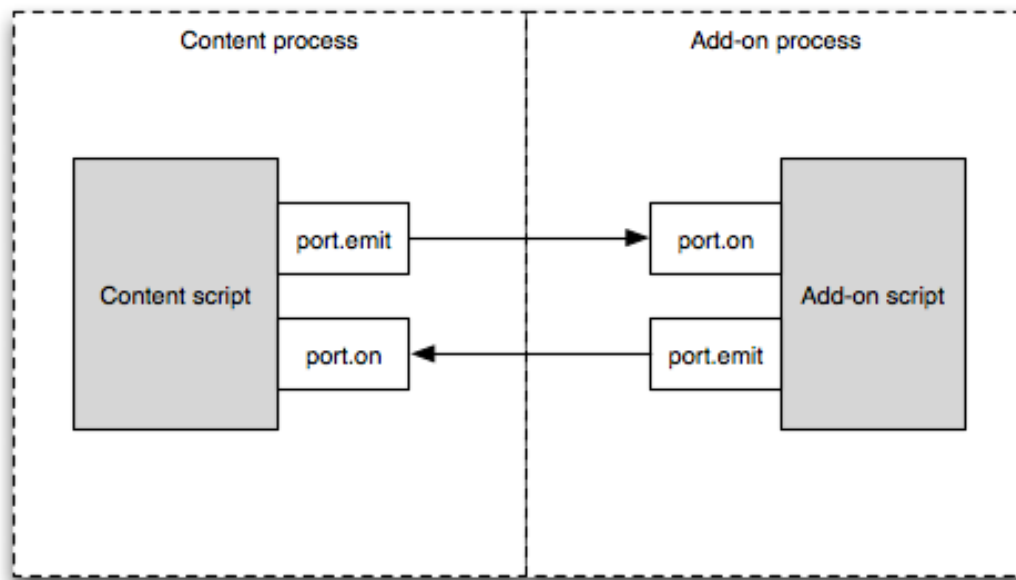 Content process
Add-on process
port.emit
port.on
Content script
Add-on script
port.on
port.emit